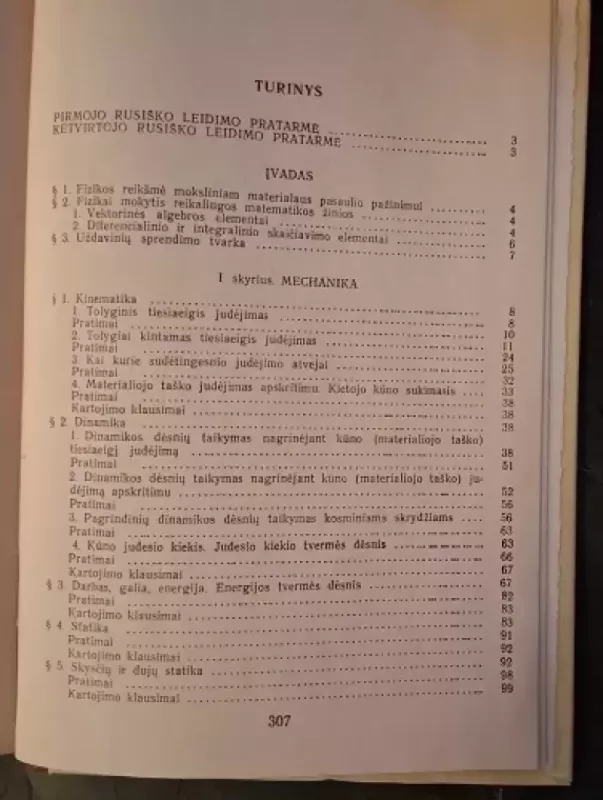 TURINYS
PIRMOJO RUSIŠKO LEIDIMO PRATARMĖ ........ 3
KETVIRTOJO RUSIŠKO LEIDIMO PRATARMĖ ........ 3
ĮVADAS
§ 1. Fizikos reikšmė moksliniam materialaus pasaulio pažinimui ........ 4
§ 2. Fizikai mokytis reikalingos matematikos žinios ........ 4
1. Vektorinės algebros elementai ........ 4
2. Diferencialinio ir integralinio skaičiavimo elementai ........ 6
§ 3. Uždavinių sprendimo tvarka ........ 7
I skyrius. MECHANIKA
§ 1. Kinematika ........ 8
1. Tolyginis tiesiaeigis judėjimas ........ 8
Pratimai ........ 10
2. Tolygiai kintamas tiesiaeigis judėjimas ........ 11
Pratimai ........ 24
3. Kai kurie sudėtingesnio judėjimo atvejai ........ 25
Pratimai ........ 32
4. Materialiojo taško judėjimas apskritimu. Kietojo kūno sukimasis ........ 33
Pratimai ........ 38
Kartojimo klausimai ........ 38
§ 2. Dinamika ........ 38
1. Dinamikos dėsnių taikymas nagrinėjant kūno (materialiojo taško)
tiesiaeigį judėjimą ........ 38
Pratimai ........ 51
2. Dinamikos dėsnių taikymas nagrinėjant kūno (materialiojo taško) ju-
dėjimą apskritimu ........ 52
Pratimai ........ 56
3. Pagrindinių dinamikos dėsnių taikymas kosminiams skrydžiams ........ 56
Pratimai ........ 63
4. Kūno judesio kiekis. Judesio kiekio tvermės dėsnis ........ 63
Pratimai ........ 66
Kartojimo klausimai ........ 67
§ 3. Darbas, galia, energija. Energijos tvermės dėsnis ........ 67
Pratimai ........ 82
Kartojimo klausimai ........ 83
§ 4. Statika ........ 83
Pratimai ........ 91
Kartojimo klausimai ........ 92
§ 5. Skysčių ir dujų statika ........ 92
Pratimai ........ 98
Kartojimo klausimai ........ 99
307